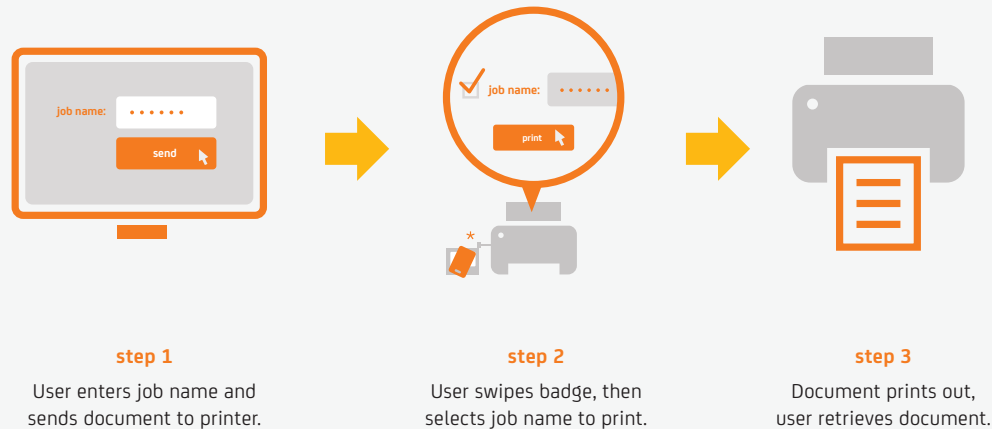 job name:
send
job name:
print
*
step 1
User enters job name and
sends document to printer.
step 2
User swipes badge, then
selects job name to print.
step 3
Document prints out,
user retrieves document.